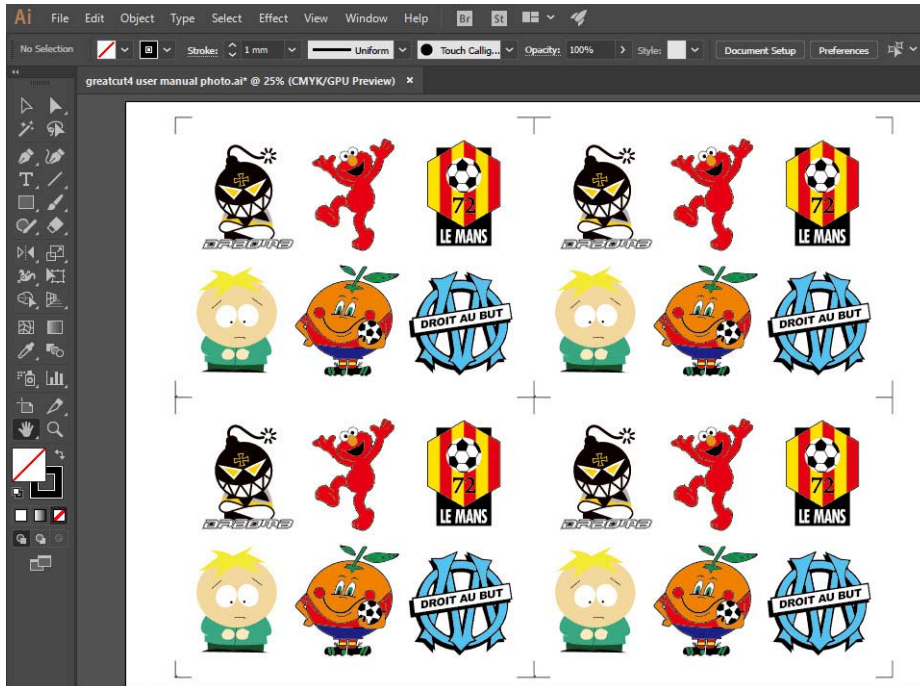 Ai File Edit Object Type Select Effect View Window Help Br St
No Selection Stroke: 1 mm Uniform Touch Callig... Opacity: 100% Style: Document Setup Preferences
greatcut4 user manual photo.ai* @ 25% (CMYK/GPU Preview) ×
72 72
LE MANS LE MANS
DROIT AU BUT DROIT AU BUT
72 72
LE MANS LE MANS
DROIT AU BUT DROIT AU BUT